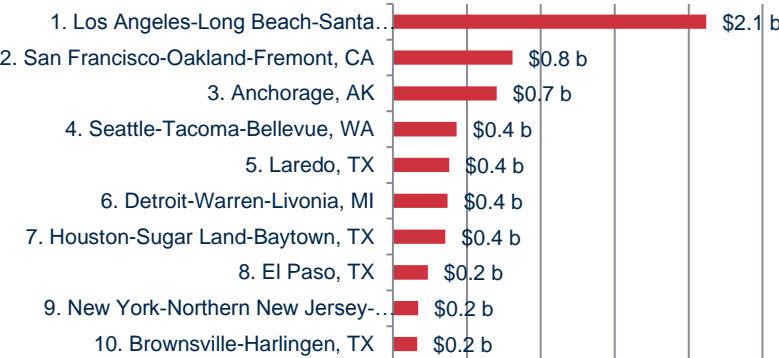 1. Los Angeles-Long Beach-Santa… $2.1 b
2. San Francisco-Oakland-Fremont, CA $0.8 b
3. Anchorage, AK $0.7 b
4. Seattle-Tacoma-Bellevue, WA $0.4 b
5. Laredo, TX $0.4 b
6. Detroit-Warren-Livonia, MI $0.4 b
7. Houston-Sugar Land-Baytown, TX $0.4 b
8. El Paso, TX $0.2 b
9. New York-Northern New Jersey-… $0.2 b
10. Brownsville-Harlingen, TX $0.2 b